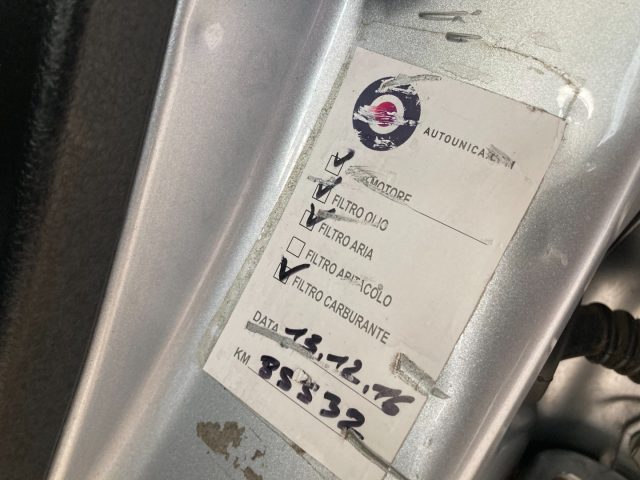 AUTOUNICA
MOTORE
FILTRO OLIO
FILTRO ARIA
FILTRO ABITACOLO
FILTRO CARBURANTE
DATA 13.12.16
KM 85332